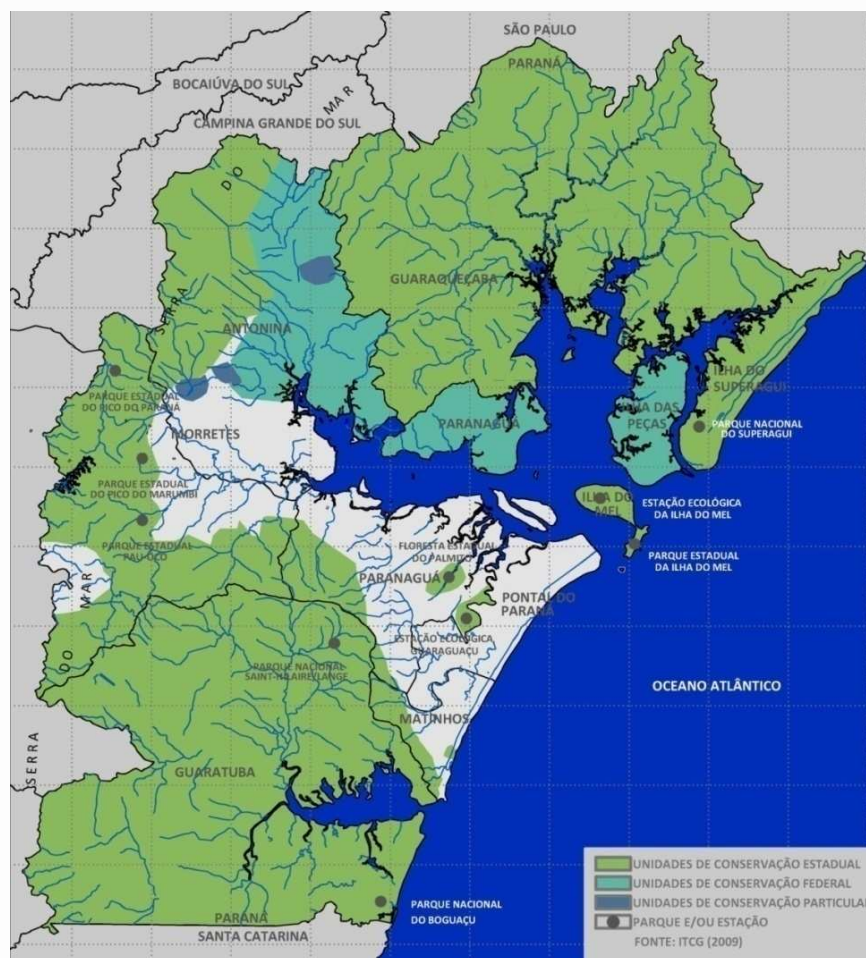 SÃO PAULO
PARANÁ
BOCAIÚVA DO SUL
MAR
CAMPINA GRANDE DO SUL
DO
GUARAQUEÇABA
SERRA
ANTONINA
ILHA DO
SUPERAGUI
PARQUE ESTADUAL
DO PICO DO PARANÁ
ILHA DAS
PEÇAS
PARANAGUÁ
PARQUE NACIONAL
DO SUPERAGUI
MORRETES
PARQUE ESTADUAL
DO PICO DO MARUMBI
ILHA DO
MEL
ESTAÇÃO ECOLÓGICA
DA ILHA DO MEL
PARQUE ESTADUAL
PAU-OCO
FLORESTA ESTADUAL
DO PALMITO
PARQUE ESTADUAL
DA ILHA DO MEL
MAR
PARANAGUÁ
PONTAL DO
PARANÁ
ESTAÇÃO ECOLÓGICA
GUARAGUAÇU
DO
PARQUE NACIONAL
SAINT-HILAIRE/LANGE
OCEANO ATLÂNTICO
MATINHOS
SERRA
GUARATUBA
PARQUE NACIONAL
DO BOGUAÇU
PARANÁ
SANTA CATARINA
UNIDADES DE CONSERVAÇÃO ESTADUAL
UNIDADES DE CONSERVAÇÃO FEDERAL
UNIDADES DE CONSERVAÇÃO PARTICULAR
PARQUE E/OU ESTAÇÃO
FONTE: ITCG (2009)